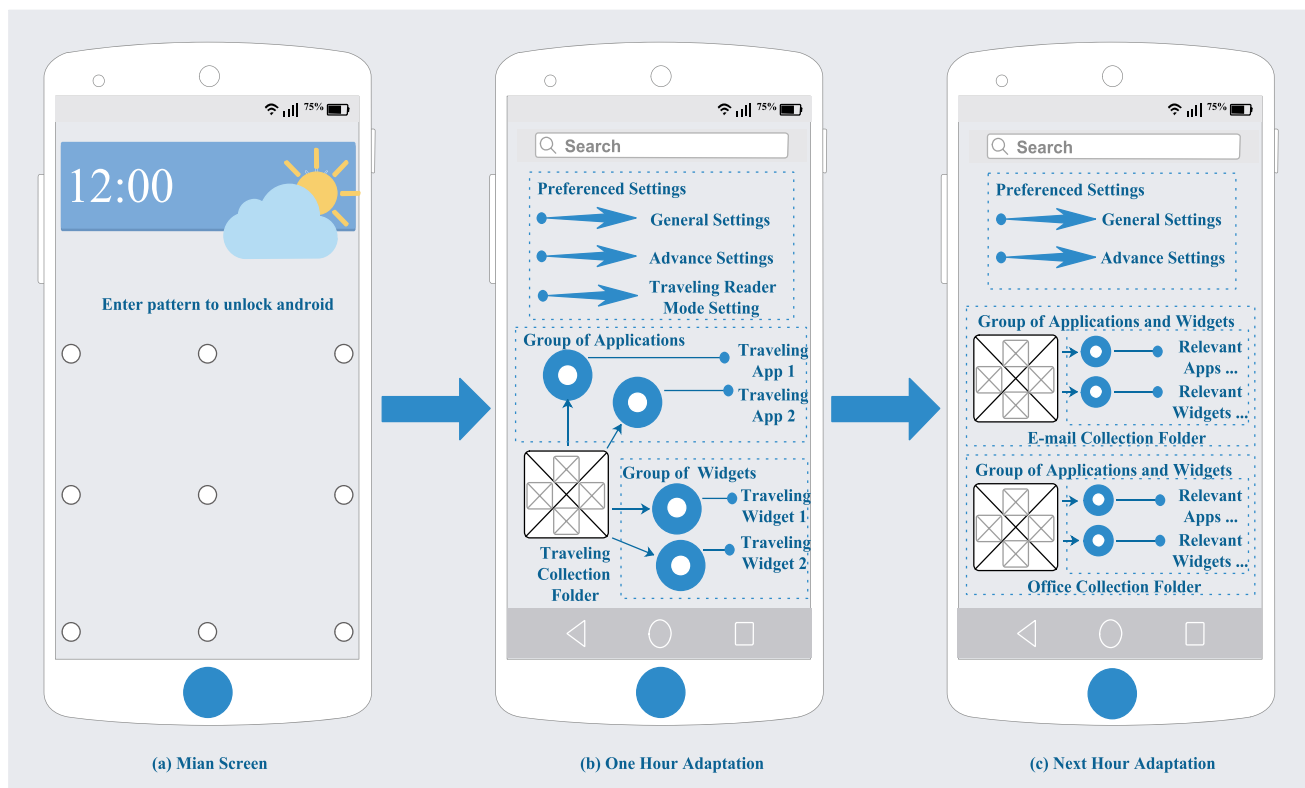 75%
12:00
Enter pattern to unlock android
(a) Mian Screen
75%
Search
Preferenced Settings
General Settings
Advance Settings
Traveling Reader
Mode Setting
Group of Applications
Traveling
App 1
Traveling
App 2
Group of Widgets
Traveling
Widget 1
Traveling
Widget 2
Traveling
Collection
Folder
(b) One Hour Adaptation
75%
Search
Preferenced Settings
General Settings
Advance Settings
Group of Applications and Widgets
Relevant
Apps ...
Relevant
Widgets ...
E-mail Collection Folder
Group of Applications and Widgets
Relevant
Apps ...
Relevant
Widgets ...
Office Collection Folder
(c) Next Hour Adaptation